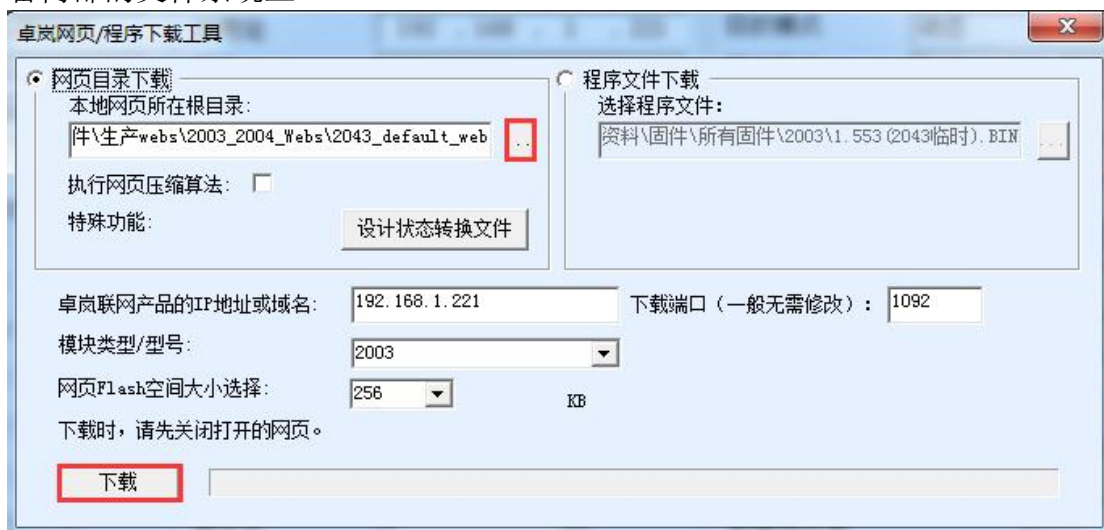 卓岚网页/程序下载工具
网页目录下载
本地网页所在根目录:
件\生产webs\2003_2004_Webs\2043_default_web
..
执行网页压缩算法:
特殊功能:
设计状态转换文件
程序文件下载
选择程序文件:
资料\固件\所有固件\2003\1.553(2043临时).BIN
...
卓岚联网产品的IP地址或域名:
192.168.1.221
下载端口（一般无需修改）:
1092
模块类型/型号:
2003
网页Flash空间大小选择:
256
KB
下载时，请先关闭打开的网页。
下载